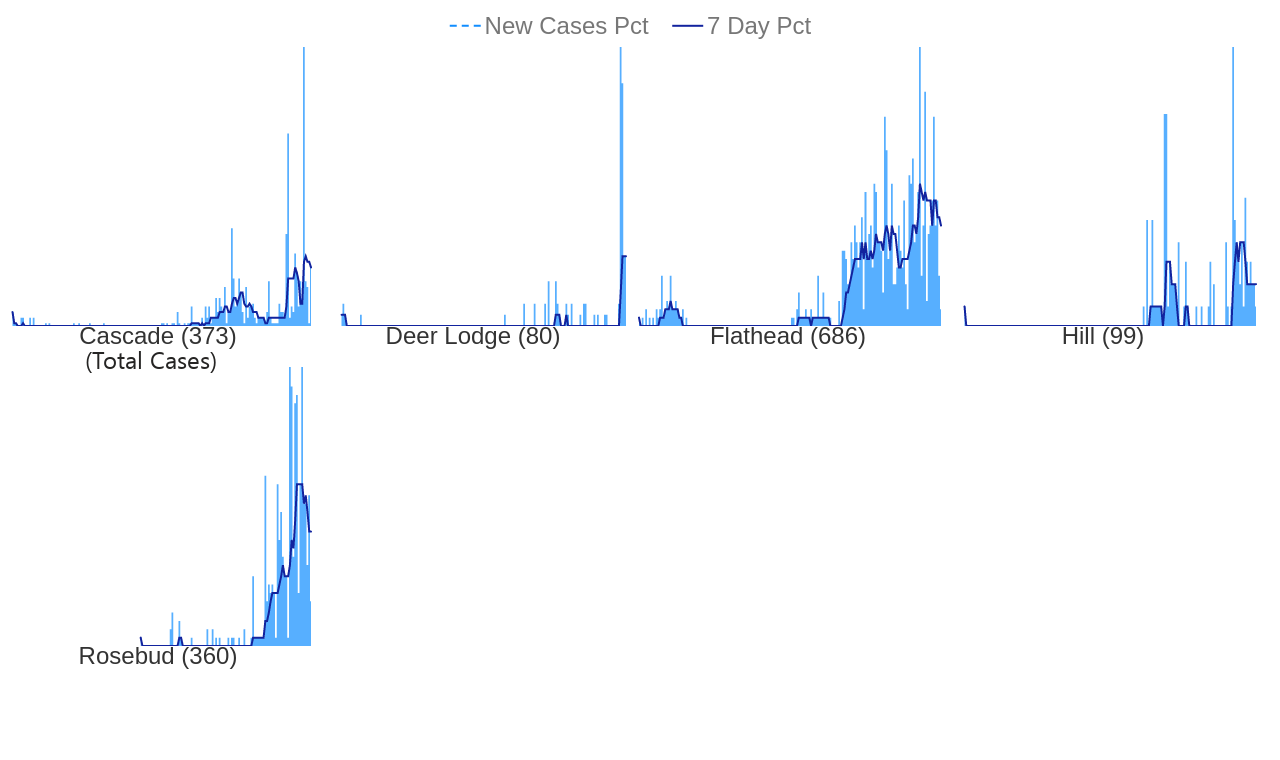 New Cases Pct 7 Day Pct
Cascade (373) Deer Lodge (80) Flathead (686) Hill (99)
(Total Cases)
Rosebud (360)